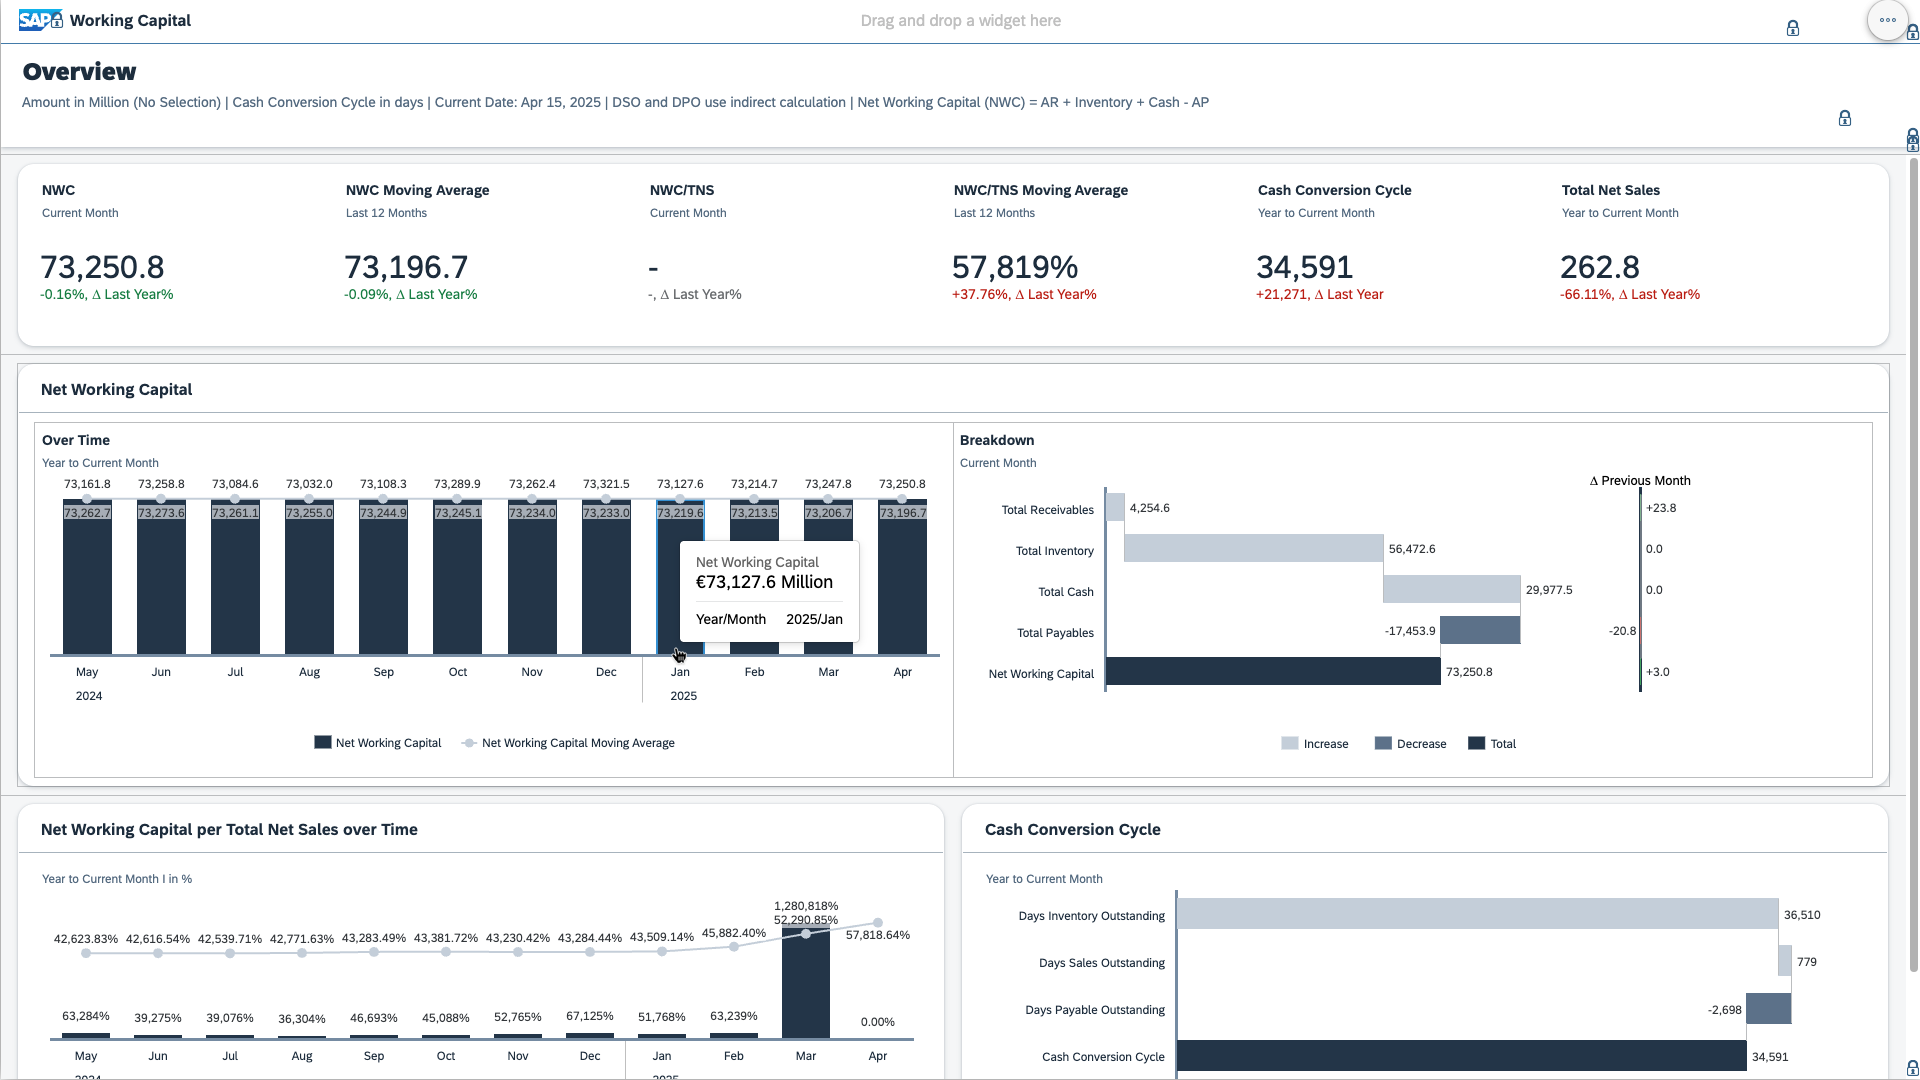 SAP Working Capital
Drag and drop a widget here
Overview
Amount in Million (No Selection) | Cash Conversion Cycle in days | Current Date: Apr 15, 2025 | DSO and DPO use indirect calculation | Net Working Capital (NWC) = AR + Inventory + Cash - AP
NWC
Current Month
73,250.8
-0.16%, Δ Last Year%
NWC Moving Average
Last 12 Months
73,196.7
-0.09%, Δ Last Year%
NWC/TNS
Current Month
-
-, Δ Last Year%
NWC/TNS Moving Average
Last 12 Months
57,819%
+37.76%, Δ Last Year%
Cash Conversion Cycle
Year to Current Month
34,591
+21,271, Δ Last Year
Total Net Sales
Year to Current Month
262.8
-66.11%, Δ Last Year%
Net Working Capital
Over Time
Year to Current Month
73,161.8 73,258.8 73,084.6 73,032.0 73,108.3 73,289.9 73,262.4 73,321.5 73,127.6 73,214.7 73,247.8 73,250.8
73,262.7 73,273.6 73,261.1 73,255.0 73,244.9 73,245.1 73,234.0 73,233.0 73,219.6 73,213.5 73,206.7 73,196.7
Net Working Capital
€73,127.6 Million
Year/Month 2025/Jan
May Jun Jul Aug Sep Oct Nov Dec Jan Feb Mar Apr
2024 2025
Net Working Capital Net Working Capital Moving Average
Breakdown
Current Month
Δ Previous Month
Total Receivables 4,254.6 +23.8
Total Inventory 56,472.6 0.0
Total Cash 29,977.5 0.0
Total Payables -17,453.9 -20.8
Net Working Capital 73,250.8 +3.0
Increase Decrease Total
Net Working Capital per Total Net Sales over Time
Year to Current Month I in %
1,280,818%
42,623.83% 42,616.54% 42,539.71% 42,771.63% 43,283.49% 43,381.72% 43,230.42% 43,284.44% 43,509.14% 45,882.40% 52,290.85% 57,818.64%
63,284% 39,275% 39,076% 36,304% 46,693% 45,088% 52,765% 67,125% 51,768% 63,239% 0.00%
May Jun Jul Aug Sep Oct Nov Dec Jan Feb Mar Apr
2024 2025
Cash Conversion Cycle
Year to Current Month
Days Inventory Outstanding 36,510
Days Sales Outstanding 779
Days Payable Outstanding -2,698
Cash Conversion Cycle 34,591